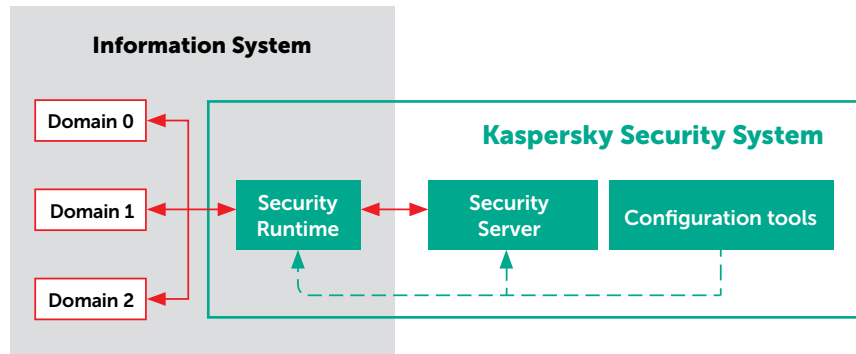 Information System
Domain 0
Kaspersky Security System
Domain 1
Security
Runtime
Security
Server
Configuration tools
Domain 2